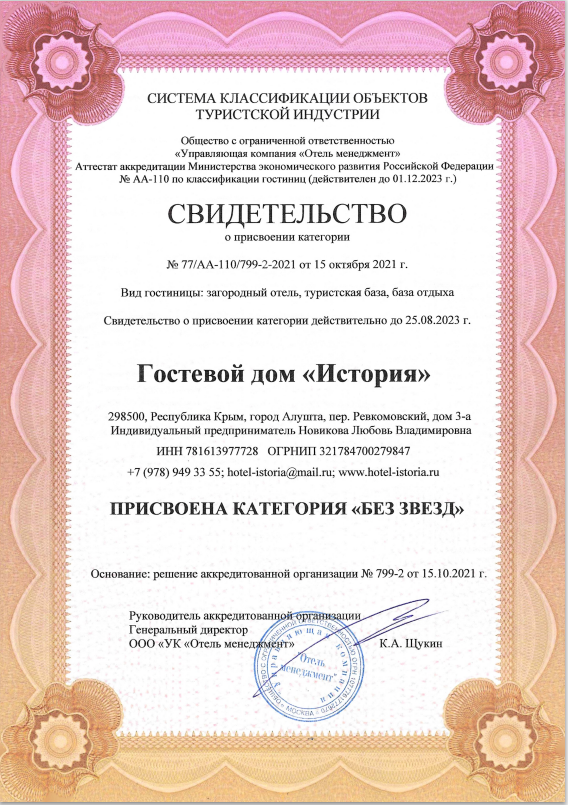 СИСТЕМА КЛАССИФИКАЦИИ ОБЪЕКТОВ
ТУРИСТСКОЙ ИНДУСТРИИ
Общество с ограниченной ответственностью
«Управляющая компания «Отель менеджмент»
Аттестат аккредитации Министерства экономического развития Российской Федерации
№ АА-110 по классификации гостиниц (действителен до 01.12.2023 г.)
СВИДЕТЕЛЬСТВО
о присвоении категории
№ 77/АА-110/799-2-2021 от 15 октября 2021 г.
Вид гостиницы: загородный отель, туристская база, база отдыха
Свидетельство о присвоении категории действительно до 25.08.2023 г.
Гостевой дом «История»
298500, Республика Крым, город Алушта, пер. Ревкомовский, дом 3-а
Индивидуальный предприниматель Новикова Любовь Владимировна
ИНН 781613977728 ОГРНИП 321784700279847
+7 (978) 949 33 55; hotel-istoria@mail.ru; www.hotel-istoria.ru
ПРИСВОЕНА КАТЕГОРИЯ «БЕЗ ЗВЕЗД»
Основание: решение аккредитованной организации № 799-2 от 15.10.2021 г.
Руководитель аккредитованной организации
Генеральный директор
ООО «УК «Отель менеджмент» К.А. Щукин
Управляющая компания
"Отель
менеджмент"
МОСКВА